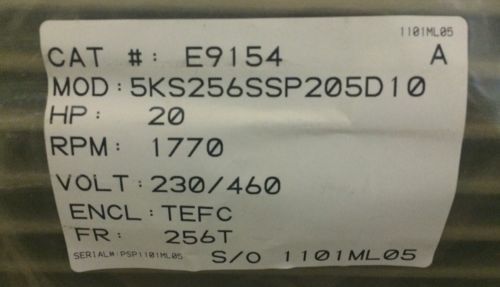 1101ML05
CAT #: E9154 A
MOD: 5KS256SSP205D10
HP: 20
RPM: 1770
VOLT: 230/460
ENCL: TEFC
FR: 256T
SERIAL#: PSP1101ML05 S/O 1101ML05